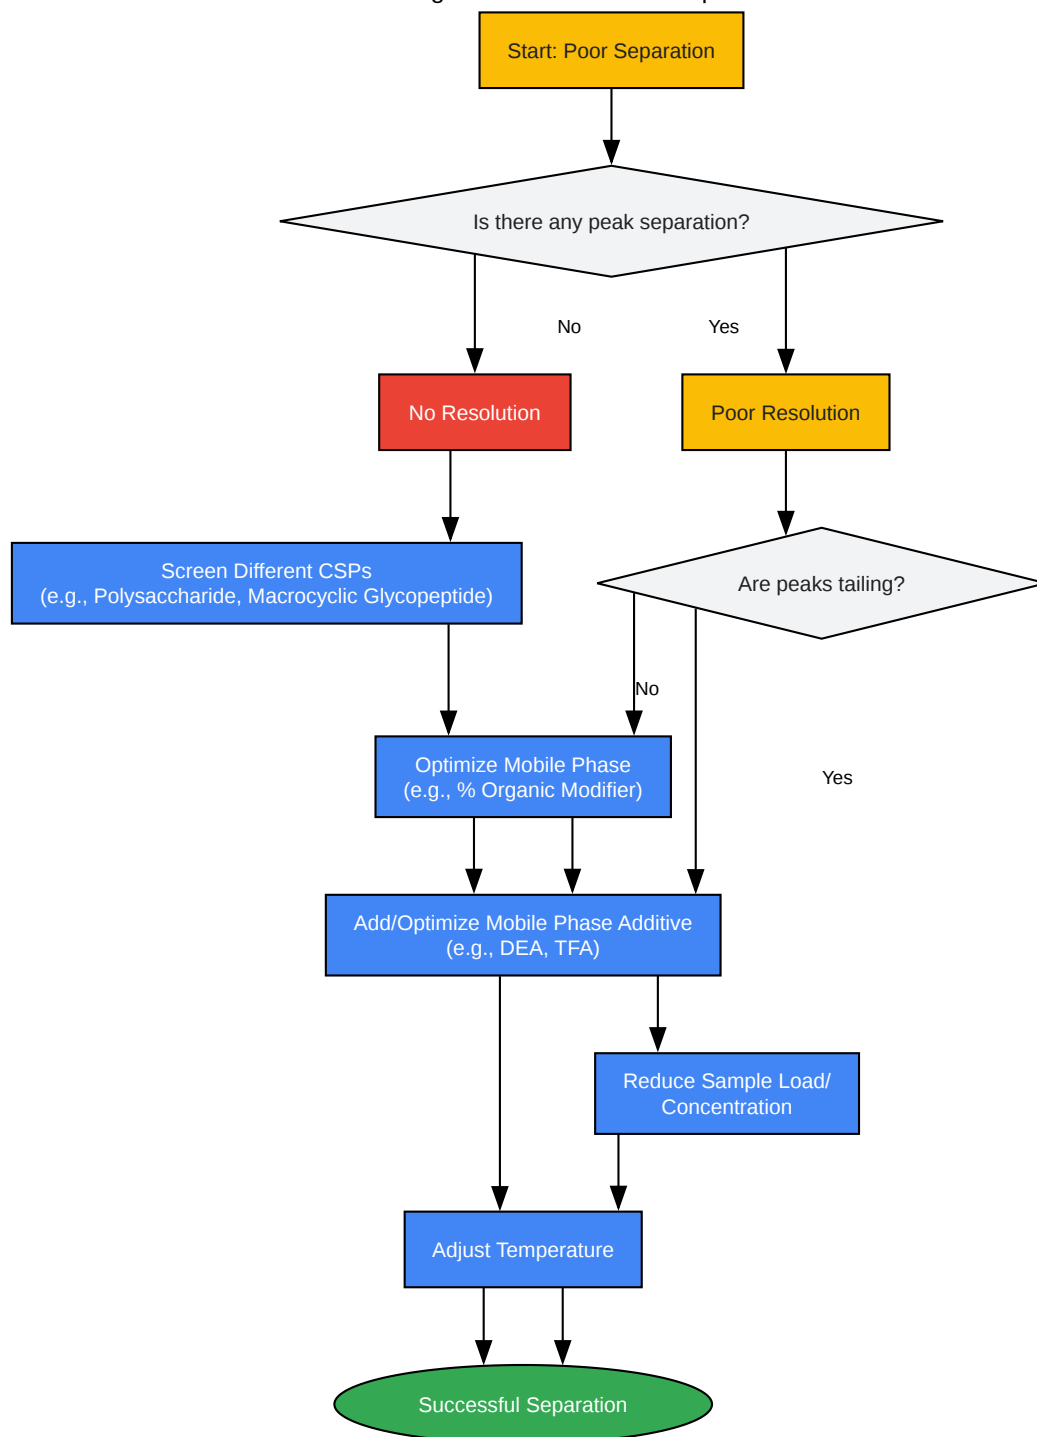 Start: Poor Separation
Is there any peak separation?
No
Yes
No Resolution
Poor Resolution
Screen Different CSPs
(e.g., Polysaccharide, Macrocyclic Glycopeptide)
Are peaks tailing?
No
Optimize Mobile Phase
(e.g., % Organic Modifier)
Yes
Add/Optimize Mobile Phase Additive
(e.g., DEA, TFA)
Reduce Sample Load/
Concentration
Adjust Temperature
Successful Separation